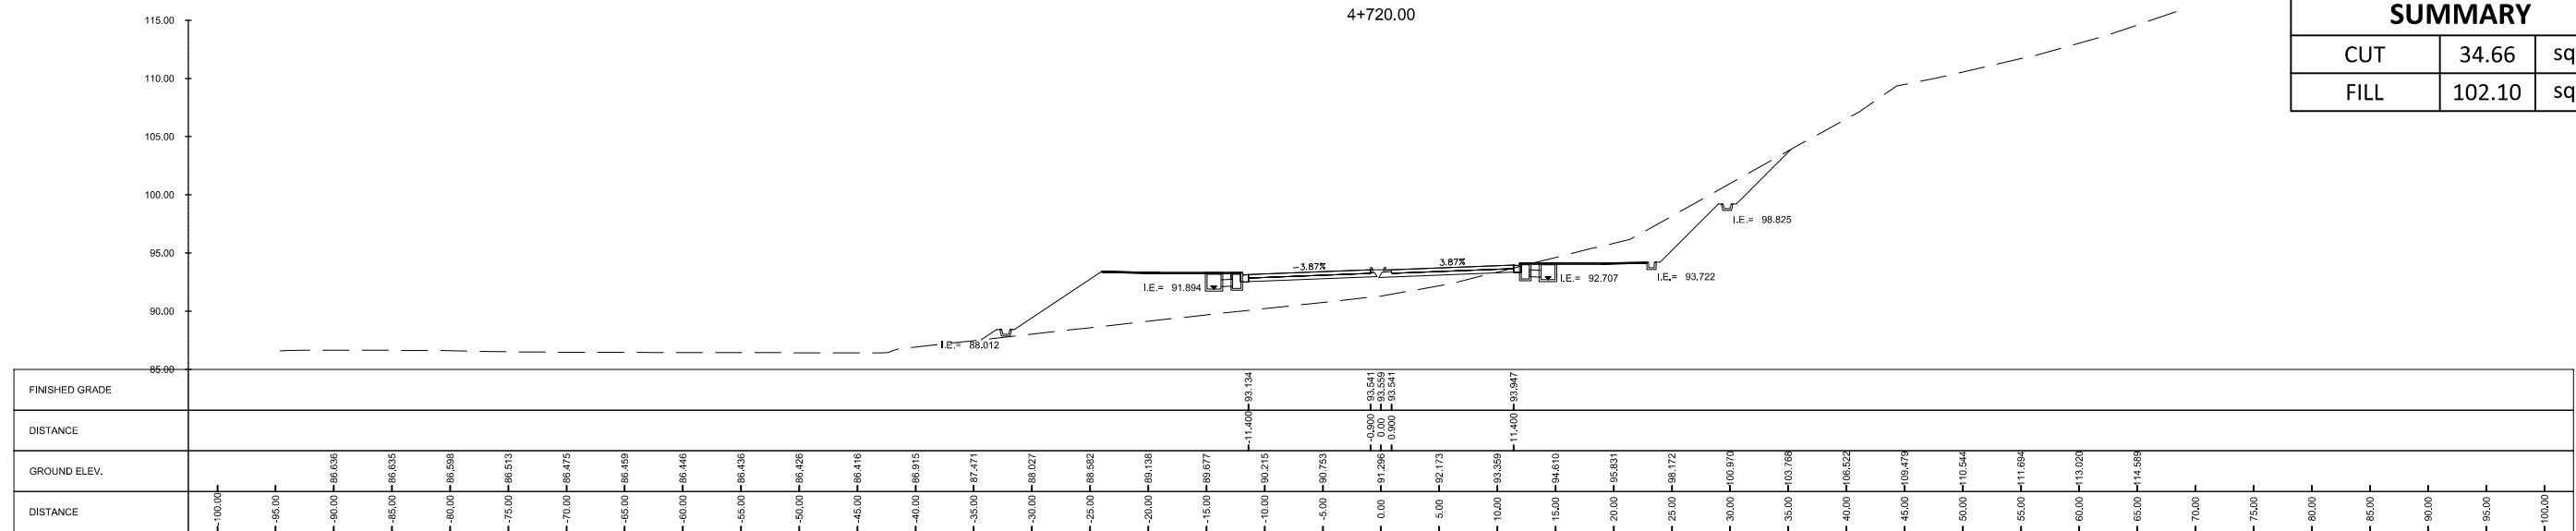 4+720.00
SUMMARY
CUT 34.66 sq
FILL 102.10 sq
115.00
110.00
105.00
100.00
95.00
90.00
85.00
-3.87%
3.87%
I.E.= 98.825
I.E.= 93.722
I.E.= 92.707
I.E.= 91.894
I.E.= 88.012
FINISHED GRADE 93.134 93.541 93.559 93.541 93.947
DISTANCE -11.400 -0.900 0.00 0.900 11.400
GROUND ELEV. 86.636 86.635 86.598 86.513 86.475 86.459 86.446 86.436 86.426 86.416 86.915 87.471 88.027 88.582 89.138 89.677 90.215 90.753 91.296 92.173 93.359 94.610 95.831 98.172 100.970 103.768 106.522 109.479 110.544 111.694 113.020 114.589
DISTANCE -100.00 -95.00 -90.00 -85.00 -80.00 -75.00 -70.00 -65.00 -60.00 -55.00 -50.00 -45.00 -40.00 -35.00 -30.00 -25.00 -20.00 -15.00 -10.00 -5.00 0.00 5.00 10.00 15.00 20.00 25.00 30.00 35.00 40.00 45.00 50.00 55.00 60.00 65.00 70.00 75.00 80.00 85.00 90.00 95.00 100.00